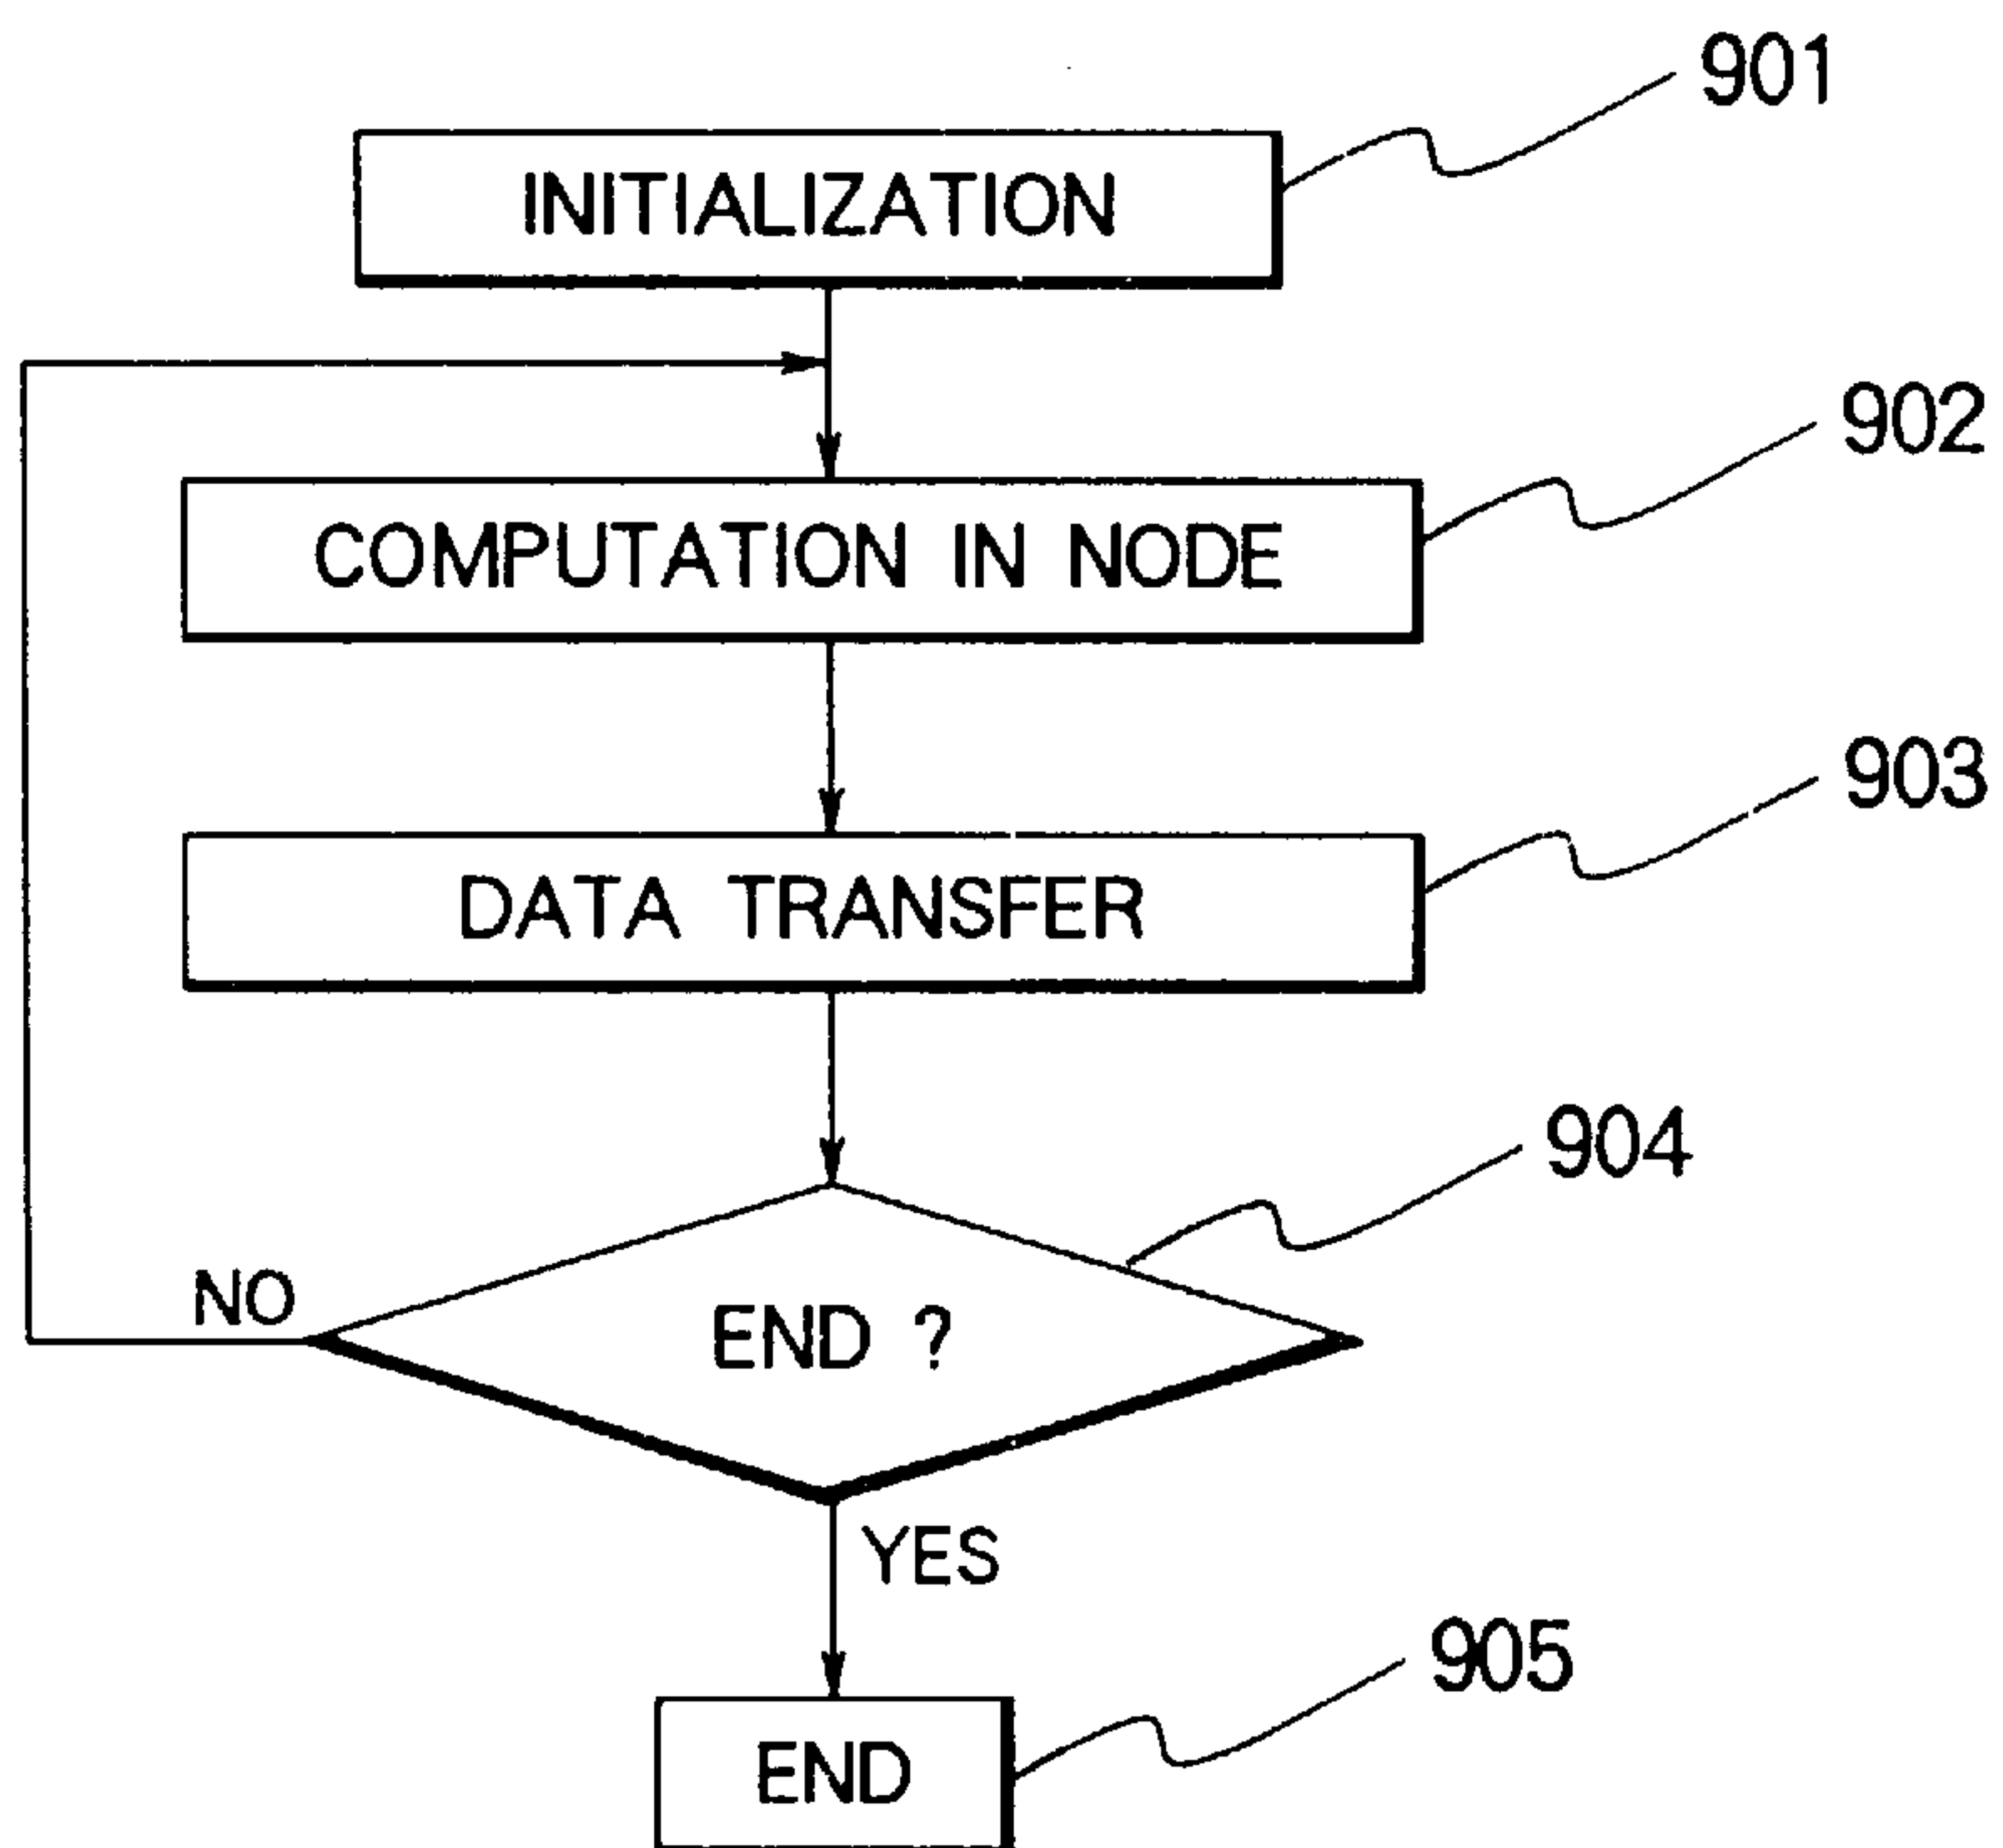 901
INITIALIZATION
902
COMPUTATION IN NODE
903
DATA TRANSFER
904
NO
END ?
YES
905
END